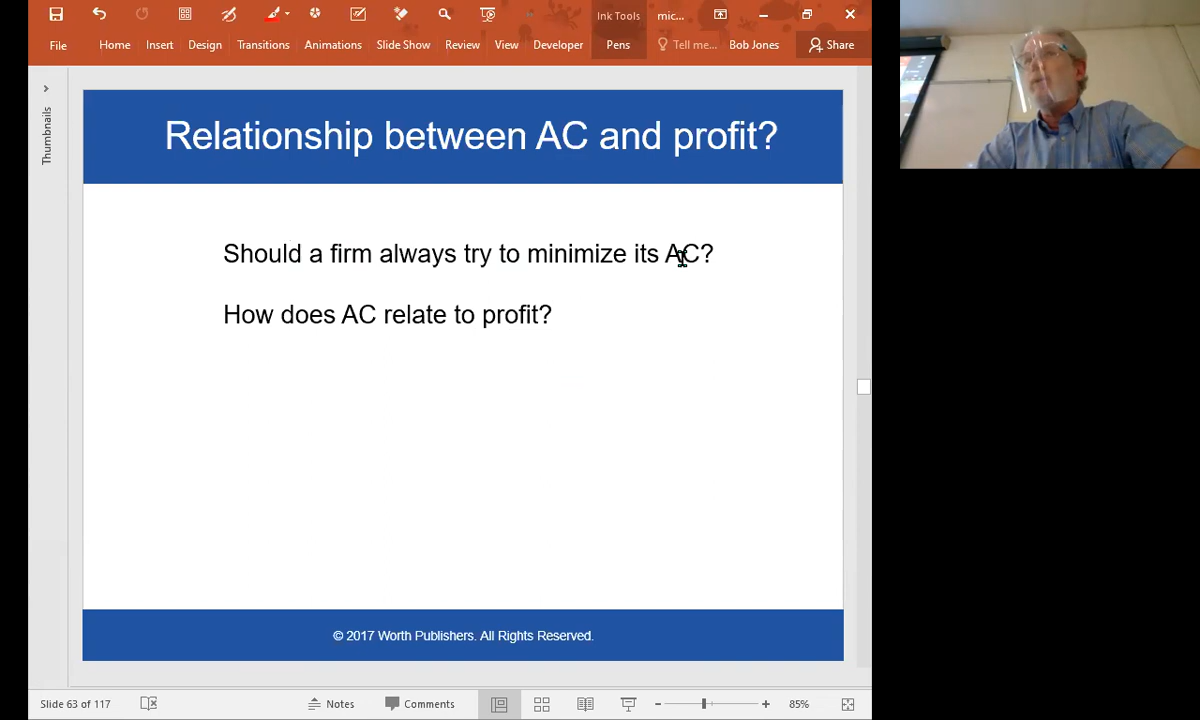 Ink Tools
mic...
File
Home
Insert
Design
Transitions
Animations
Slide Show
Review
View
Developer
Pens
Tell me...
Bob Jones
Share
Thumbnails
Relationship between AC and profit?
Should a firm always try to minimize its AC?
How does AC relate to profit?
© 2017 Worth Publishers. All Rights Reserved.
Slide 63 of 117
Notes
Comments
85%